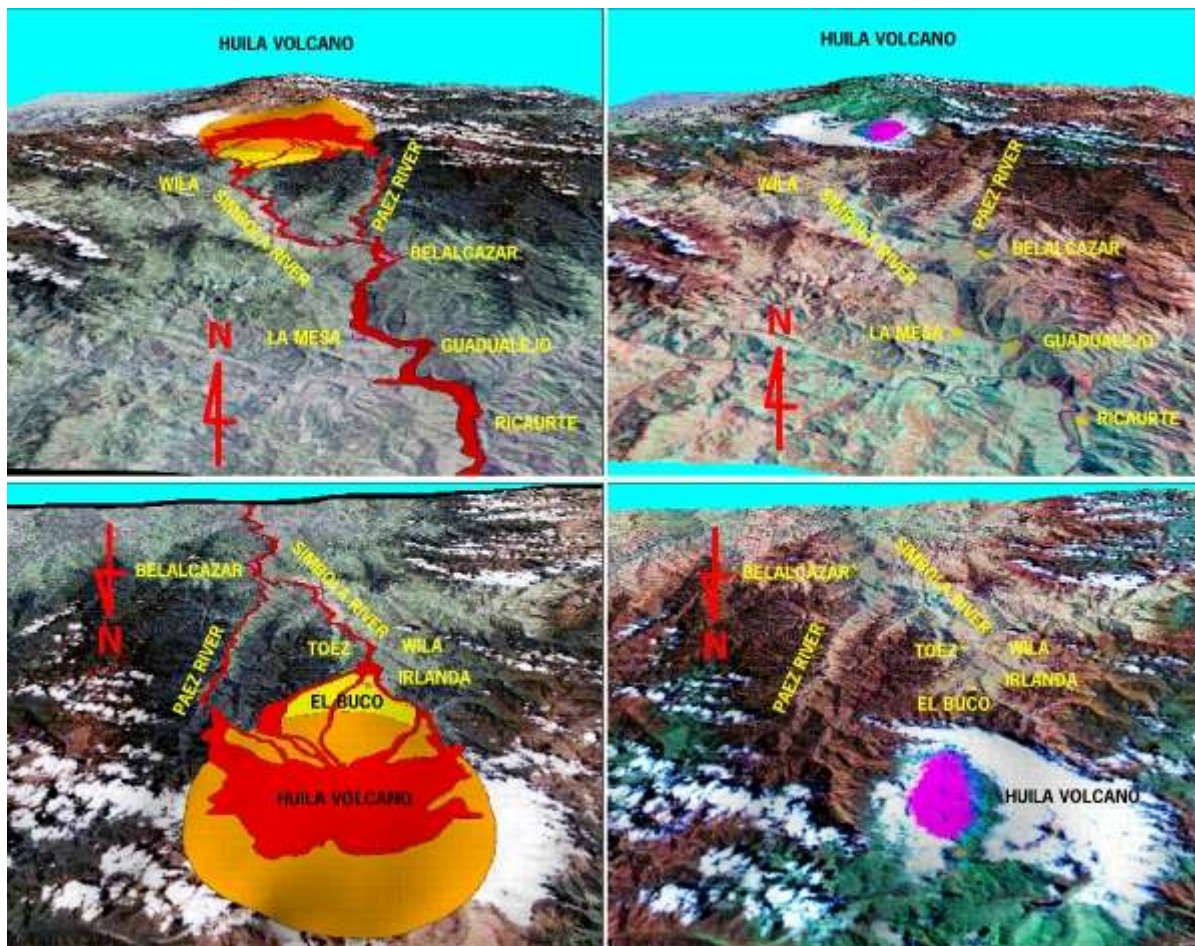 HUILA VOLCANO
WILA
SIMBOLA RIVER
PAEZ RIVER
BELALCAZAR
LA MESA
N
GUADUALEJO
RICAURTE
HUILA VOLCANO
WILA
SIMBOLA RIVER
PAEZ RIVER
BELALCAZAR
LA MESA
N
GUADUALEJO
RICAURTE
BELALCAZAR
SIMBOLA RIVER
N
PAEZ RIVER
TOEZ
WILA
IRLANDA
EL BUCO
HUILA VOLCANO
BELALCAZAR
SIMBOLA RIVER
N
PAEZ RIVER
TOEZ
WILA
IRLANDA
EL BUCO
HUILA VOLCANO